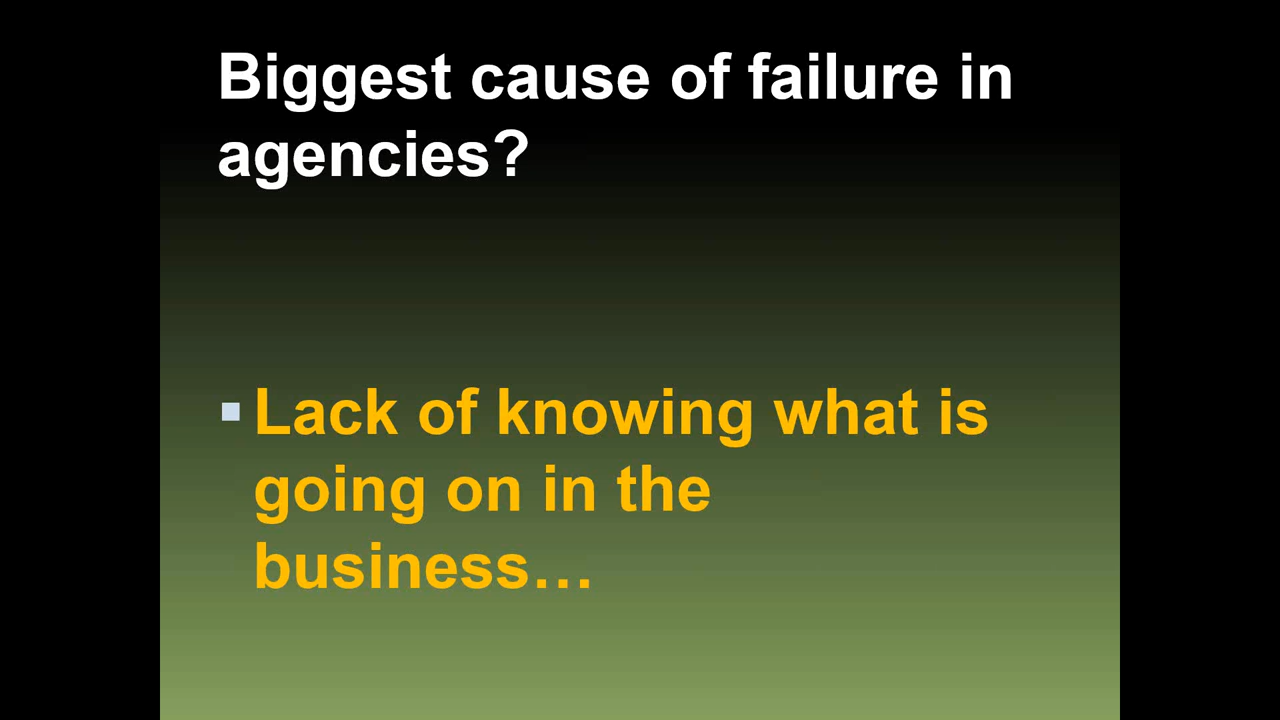 Biggest cause of failure in
agencies?
▪ Lack of knowing what is
going on in the
business…